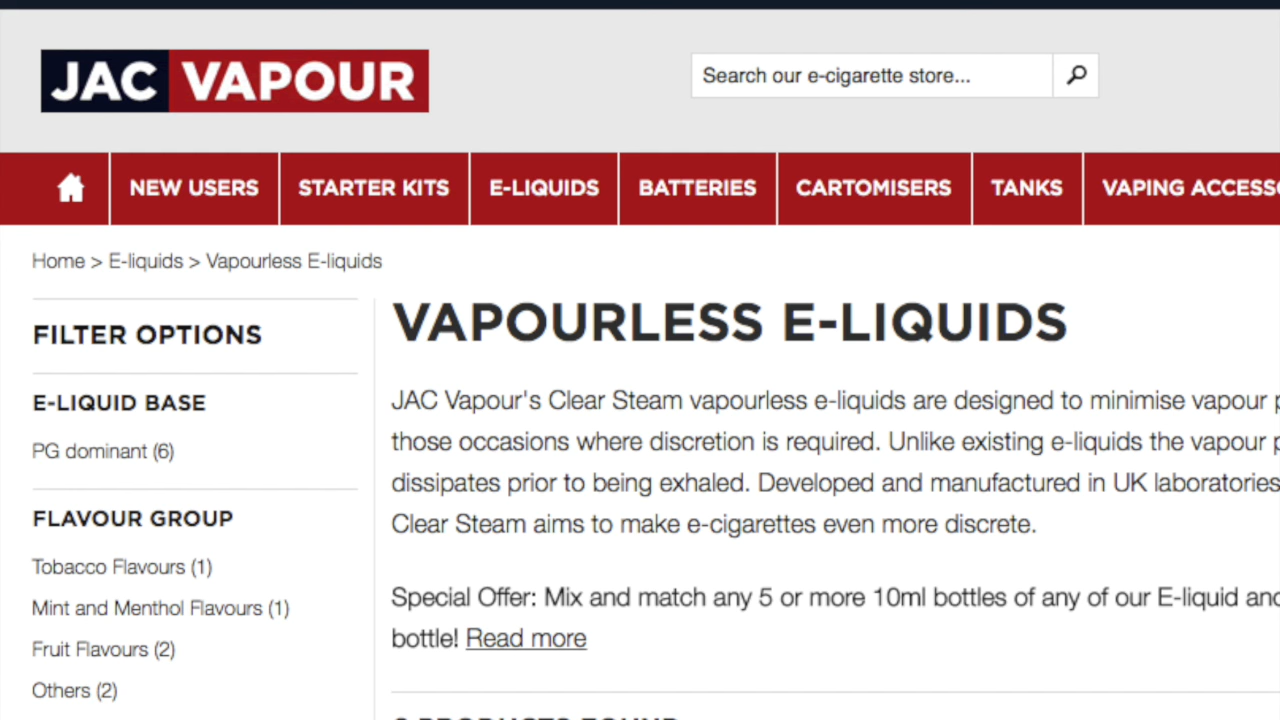 JAC VAPOUR
Search our e-cigarette store...
NEW USERS
STARTER KITS
E-LIQUIDS
BATTERIES
CARTOMISERS
TANKS
VAPING
Home > E-liquids > Vapourless E-liquids
FILTER OPTIONS
E-LIQUID BASE
PG dominant (6)
FLAVOUR GROUP
Tobacco Flavours (1)
Mint and Menthol Flavours (1)
Fruit Flavours (2)
Others (2)
VAPOURLESS E-LIQUIDS
JAC Vapour's Clear Steam vapourless e-liquids are designed to minimise vapour
those occasions where discretion is required. Unlike existing e-liquids the vapour
dissipates prior to being exhaled. Developed and manufactured in UK laboratories
Clear Steam aims to make e-cigarettes even more discrete.
Special Offer: Mix and match any 5 or more 10ml bottles of any of our E-liquid
bottle! Read more